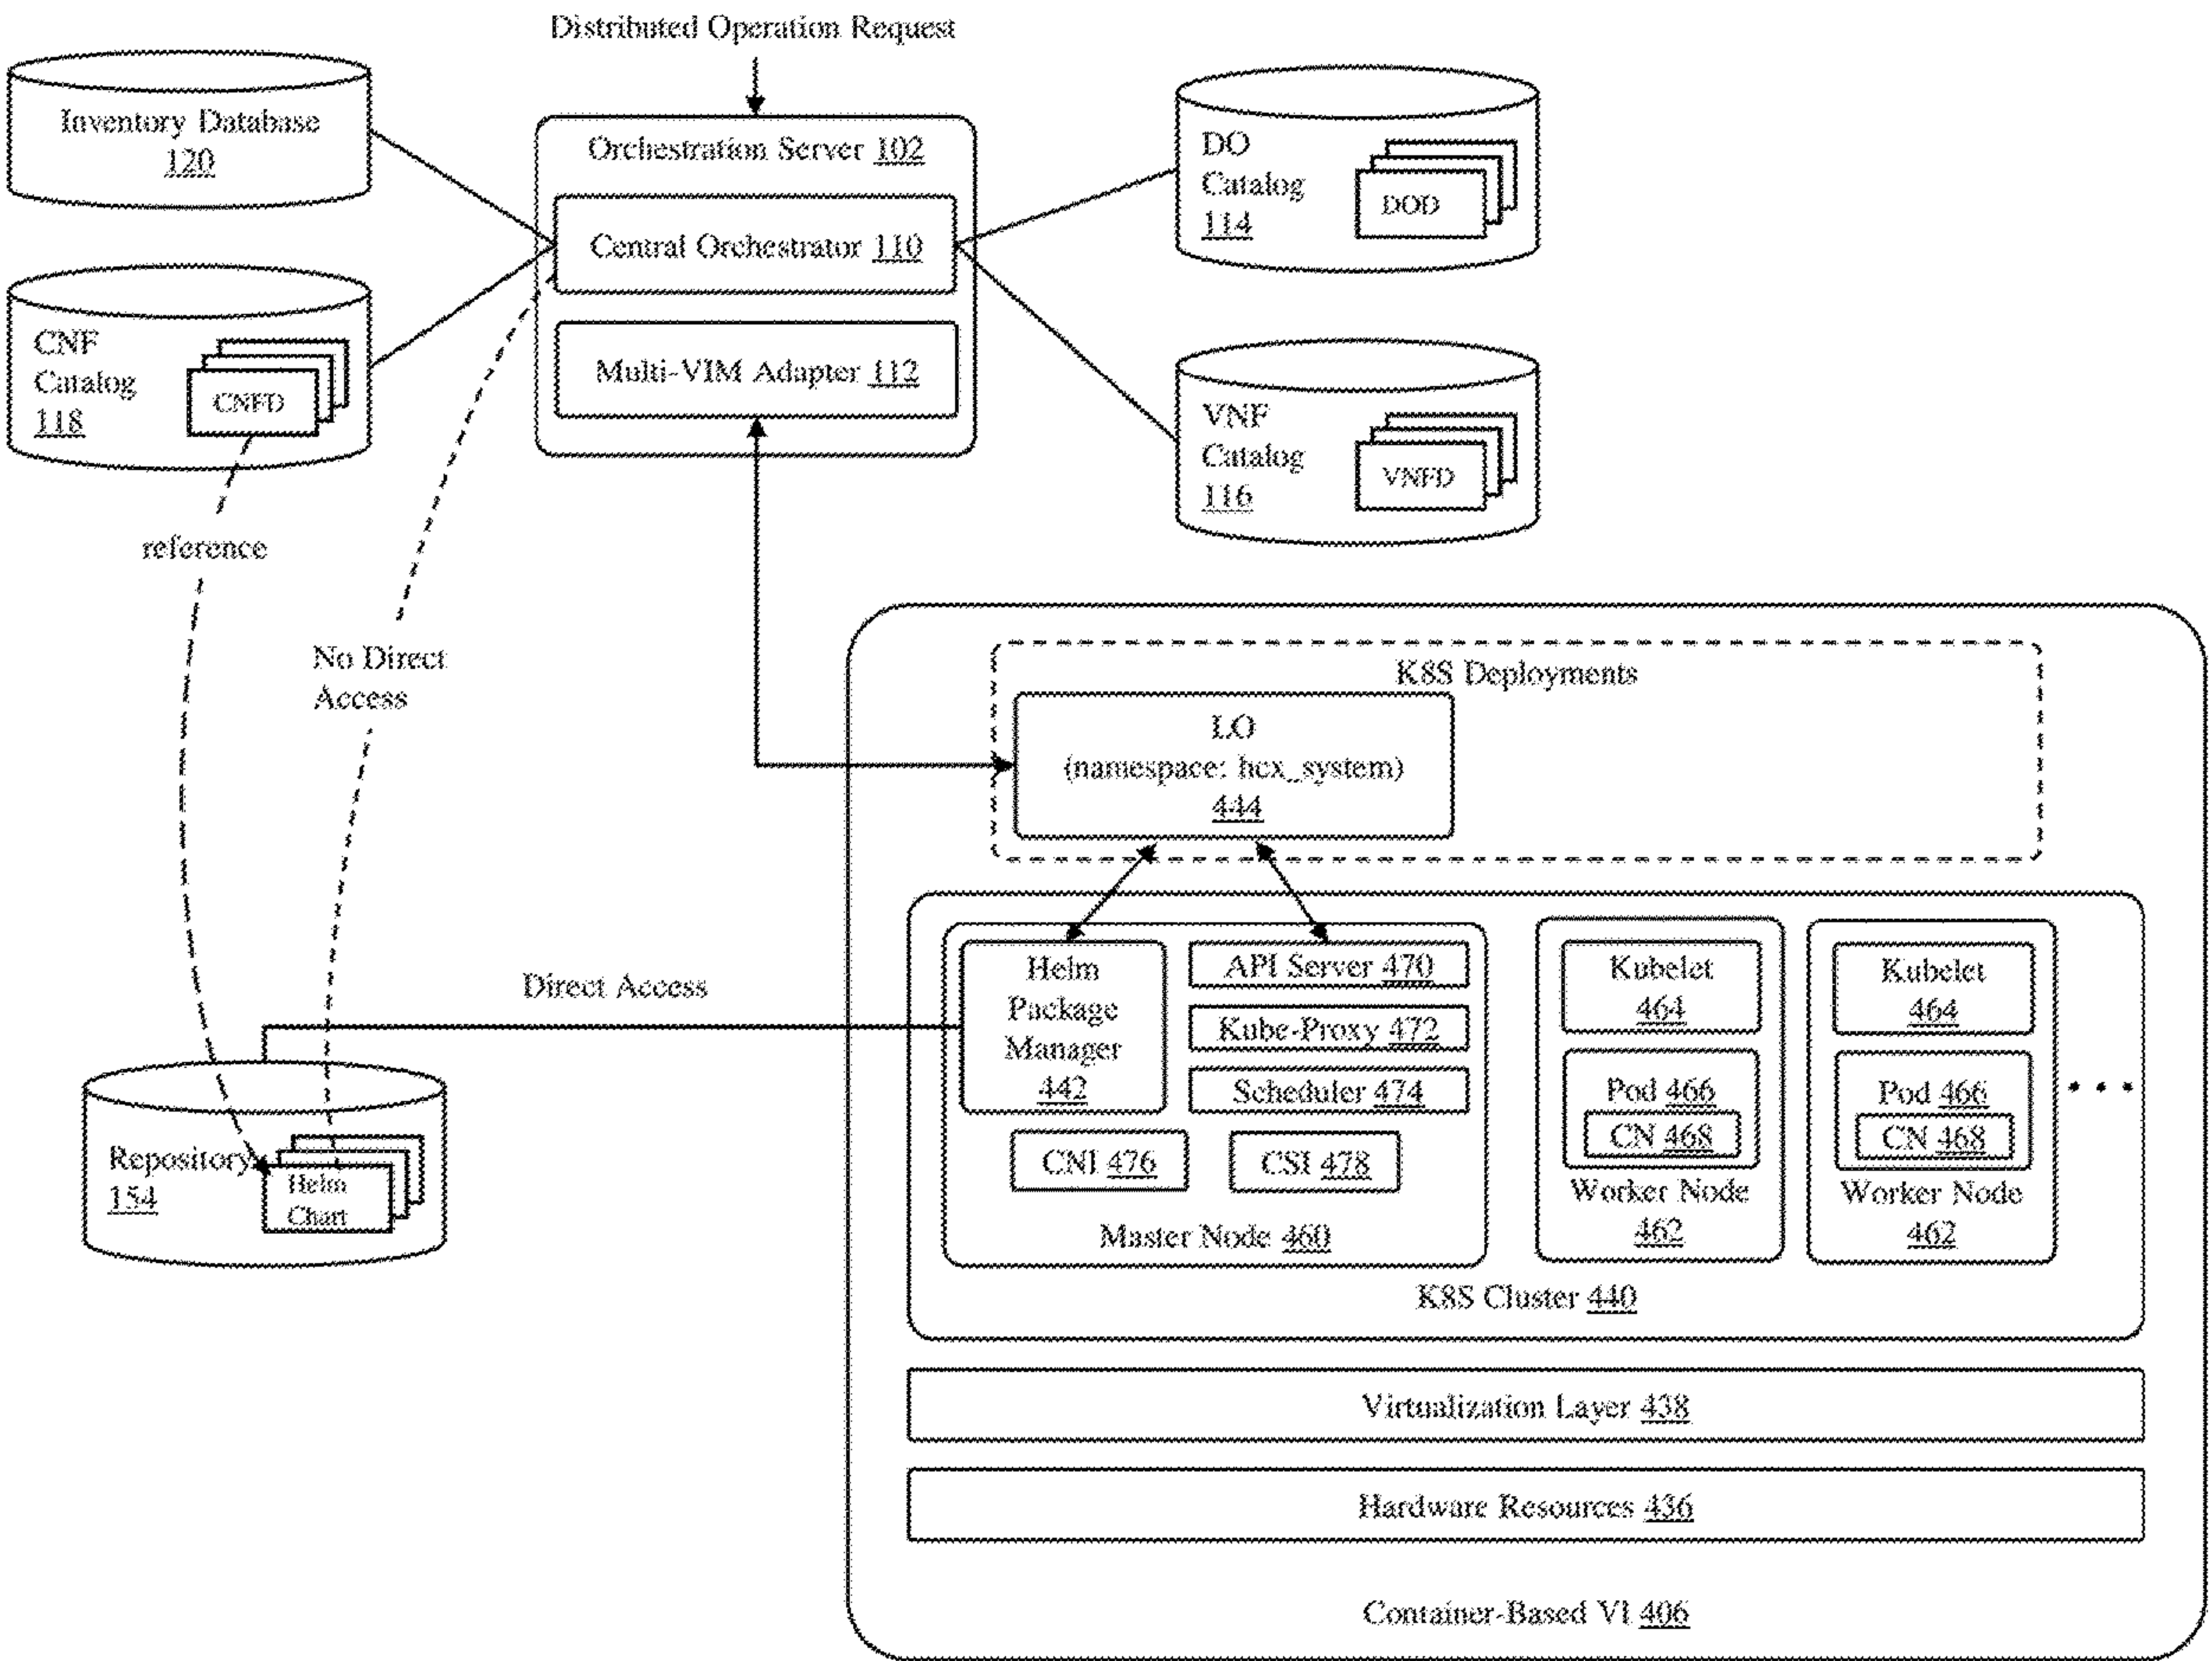 Distributed Operation Request
Inventory Database
120
Orchestration Server 102
Central Orchestrator 110
Multi-VIM Adapter 112
DO
Catalog
114
DOD
CNF
Catalog
118
CNFD
VNF
Catalog
116
VNFD
reference
No Direct
Access
K8S Deployments
LO
(namespace: hcx_system)
444
Direct Access
Helm
Package
Manager
442
API Server 470
Kube-Proxy 472
Scheduler 474
CNI 476
CSI 478
Master Node 460
Kubelet
464
Pod 466
CN 468
Worker Node
462
Kubelet
464
Pod 466
CN 468
Worker Node
462
. . .
K8S Cluster 440
Repository
154
Helm
Chart
Virtualization Layer 438
Hardware Resources 436
Container-Based VI 406